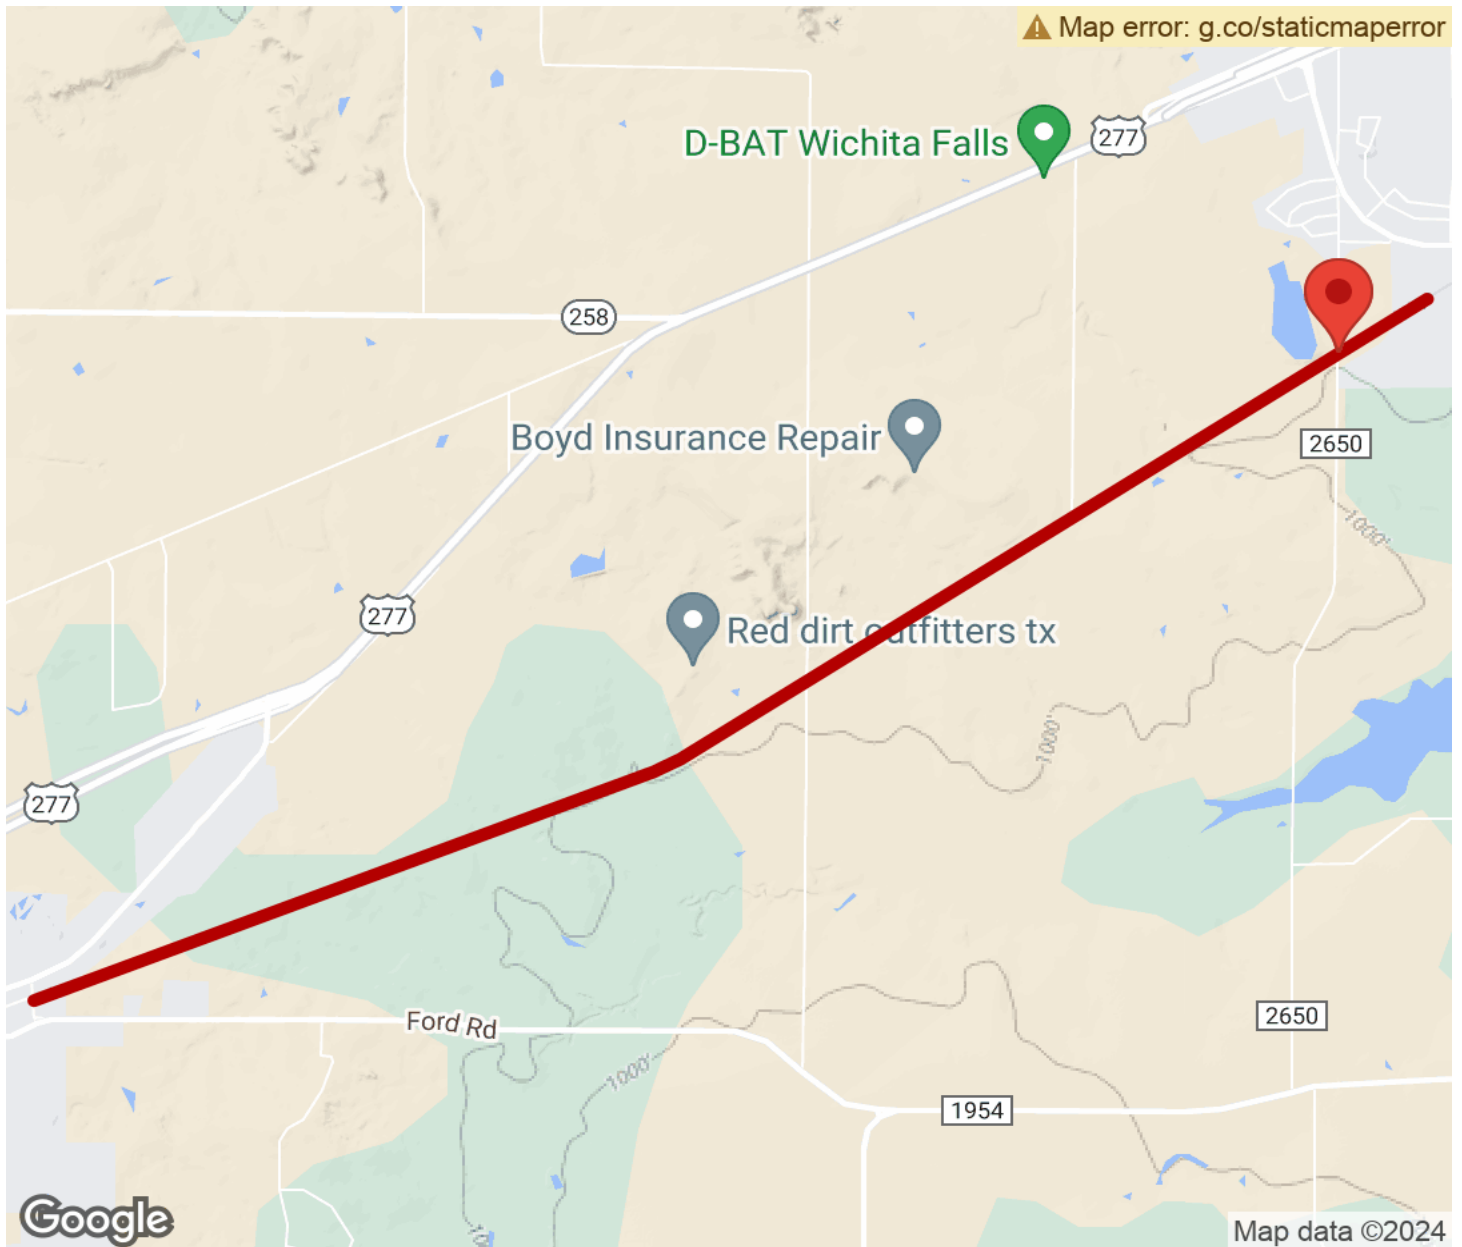 Map error: g.co/staticmaperror
D-BAT Wichita Falls
277
258
Boyd Insurance Repair
2650
1000'
277
Red dirt outfitters tx
1000'
277
2650
Ford Rd
1000'
1954
Google
Map data ©2024